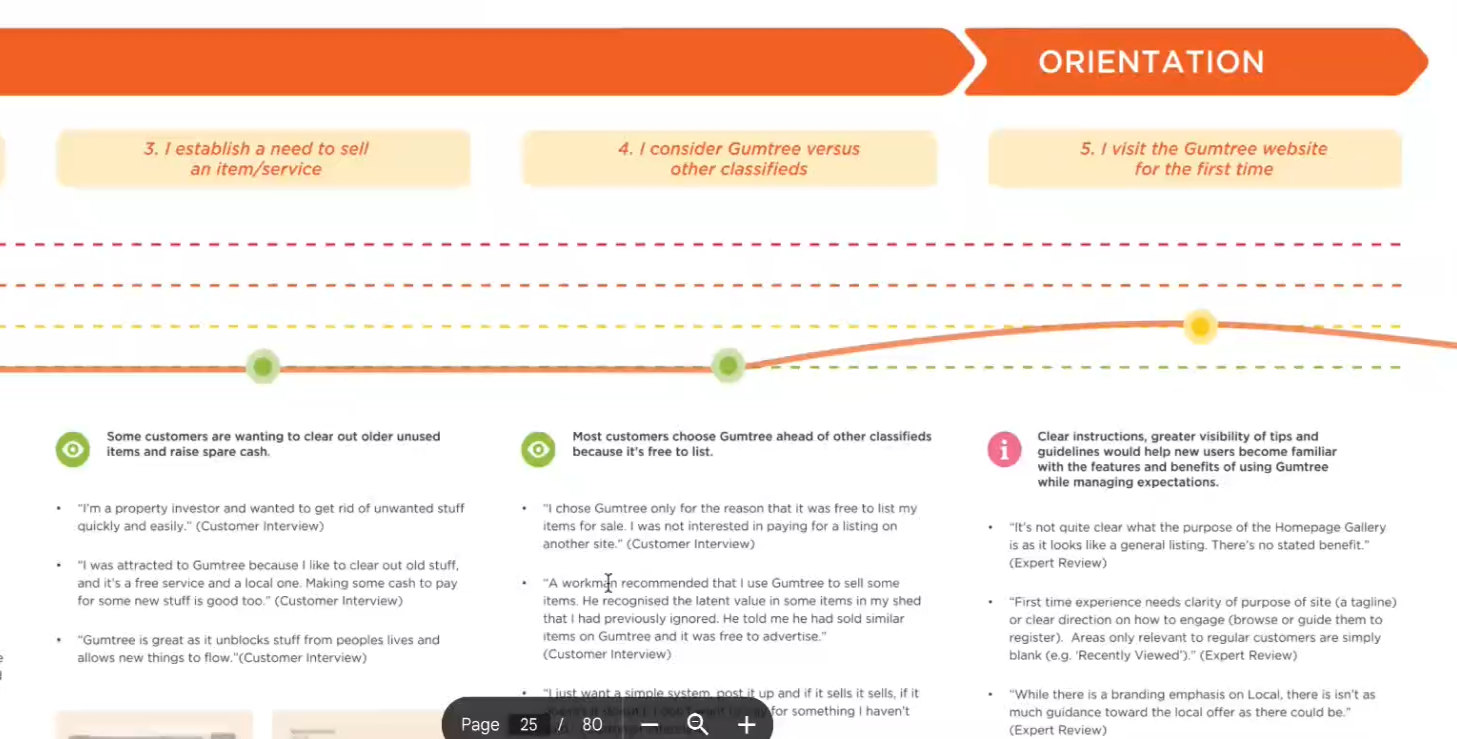 ORIENTATION
3. I establish a need to sell
an item/service
4. I consider Gumtree versus
other classifieds
5. I visit the Gumtree website
for the first time
Some customers are wanting to clear out older unused
items and raise spare cash.
• “I’m a property investor and wanted to get rid of unwanted stuff
quickly and easily.” (Customer Interview)
• “I was attracted to Gumtree because I like to clear out old stuff,
and it’s a free service and a local one. Making some cash to pay
for some new stuff is good too.” (Customer Interview)
• “Gumtree is great as it unblocks stuff from peoples lives and
allows new things to flow.”(Customer Interview)
Most customers choose Gumtree ahead of other classifieds
because it’s free to list.
• “I chose Gumtree only for the reason that it was free to list my
items for sale. I was not interested in paying for a listing on
another site.” (Customer Interview)
• “A workman recommended that I use Gumtree to sell some
items. He recognised the latent value in some items in my shed
that I had previously ignored. He told me he had sold similar
items on Gumtree and it was free to advertise.”
(Customer Interview)
• “I just want a simple system, post it up and if it sells it sells, if it
for something I haven’t
Clear instructions, greater visibility of tips and
guidelines would help new users become familiar
with the features and benefits of using Gumtree
while managing expectations.
• “It’s not quite clear what the purpose of the Homepage Gallery
is as it looks like a general listing. There’s no stated benefit.”
(Expert Review)
• “First time experience needs clarity of purpose of site (a tagline)
or clear direction on how to engage (browse or guide them to
register). Areas only relevant to regular customers are simply
blank (e.g. ‘Recently Viewed’).” (Expert Review)
• “While there is a branding emphasis on Local, there is isn’t as
much guidance toward the local offer as there could be.”
(Expert Review)
Page 25 / 80